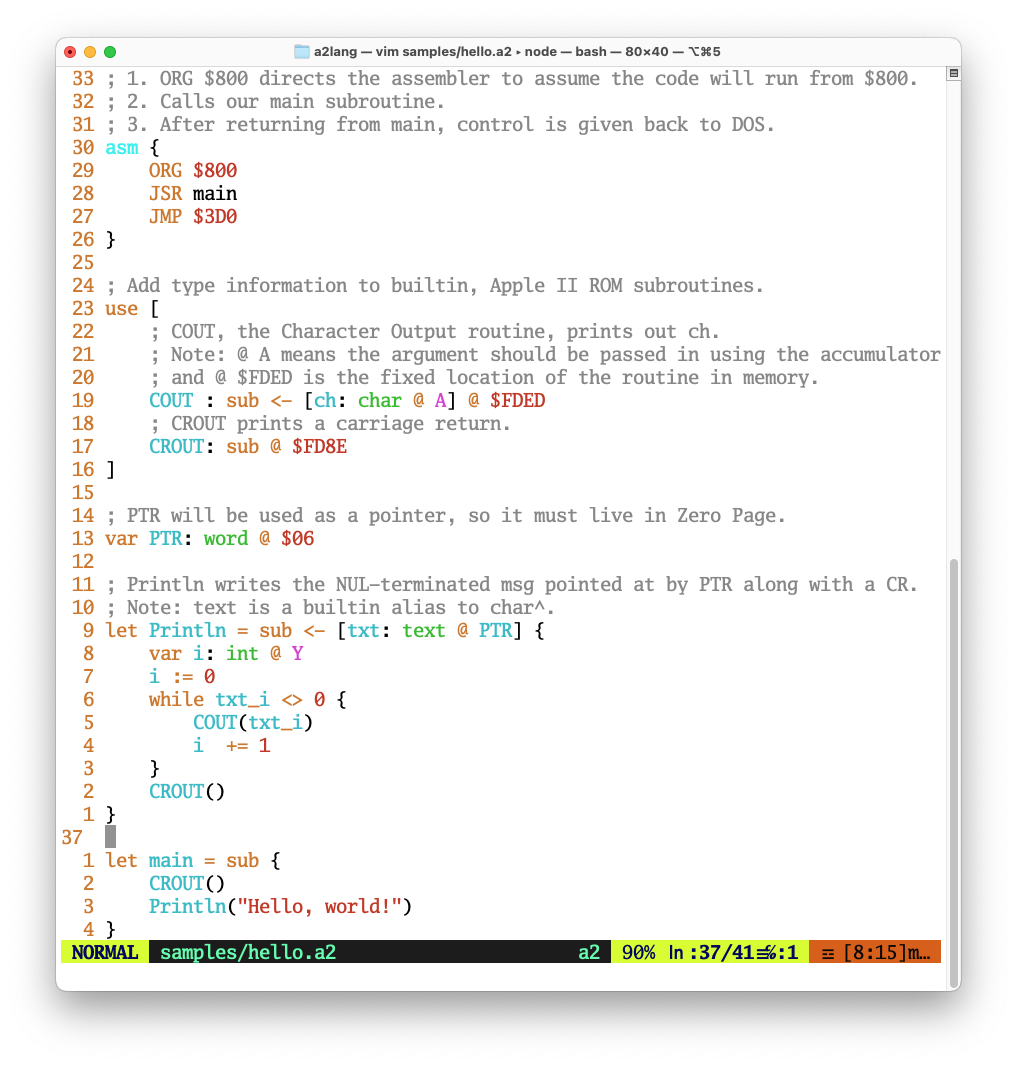 a2lang — vim samples/hello.a2 ▸ node — bash — 80×40 — ⌥⌘5
33 ; 1. ORG $800 directs the assembler to assume the code will run from $800.
32 ; 2. Calls our main subroutine.
31 ; 3. After returning from main, control is given back to DOS.
30 asm {
29     ORG $800
28     JSR main
27     JMP $3D0
26 }
25
24 ; Add type information to builtin, Apple II ROM subroutines.
23 use [
22     ; COUT, the Character Output routine, prints out ch.
21     ; Note: @ A means the argument should be passed in using the accumulator
20     ; and @ $FDED is the fixed location of the routine in memory.
19     COUT : sub <- [ch: char @ A] @ $FDED
18     ; CROUT prints a carriage return.
17     CROUT: sub @ $FD8E
16 ]
15
14 ; PTR will be used as a pointer, so it must live in Zero Page.
13 var PTR: word @ $06
12
11 ; Println writes the NUL-terminated msg pointed at by PTR along with a CR.
10 ; Note: text is a builtin alias to char^.
9 let Println = sub <- [txt: text @ PTR] {
8     var i: int @ Y
7     i := 0
6     while txt_i <> 0 {
5         COUT(txt_i)
4         i  += 1
3     }
2     CROUT()
1 }
37
1 let main = sub {
2     CROUT()
3     Println("Hello, world!")
4 }
NORMAL samples/hello.a2 a2 90% ㏑:37/41≡℅:1 ☲ [8:15]m…